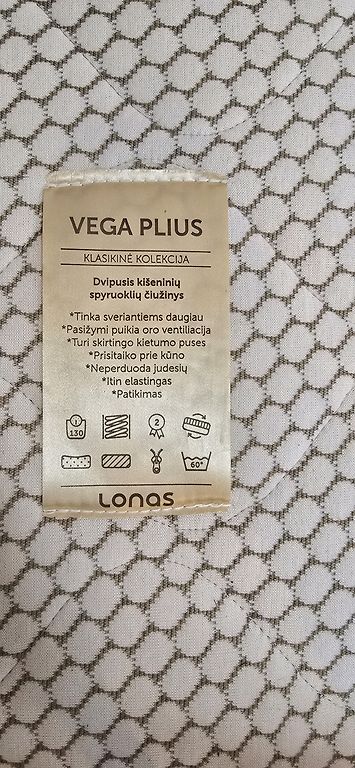 VEGA PLIUS
KLASIKINĖ KOLEKCIJA
Dvipusis kišeninių
spyruoklių čiužinys
*Tinka sveriantiems daugiau
*Pasižymi puikia oro ventiliacija
*Turi skirtingo kietumo puses
*Prisitaiko prie kūno
*Neperduoda judesių
*Itin elastingas
*Patikimas
130
2
60°
Lonas